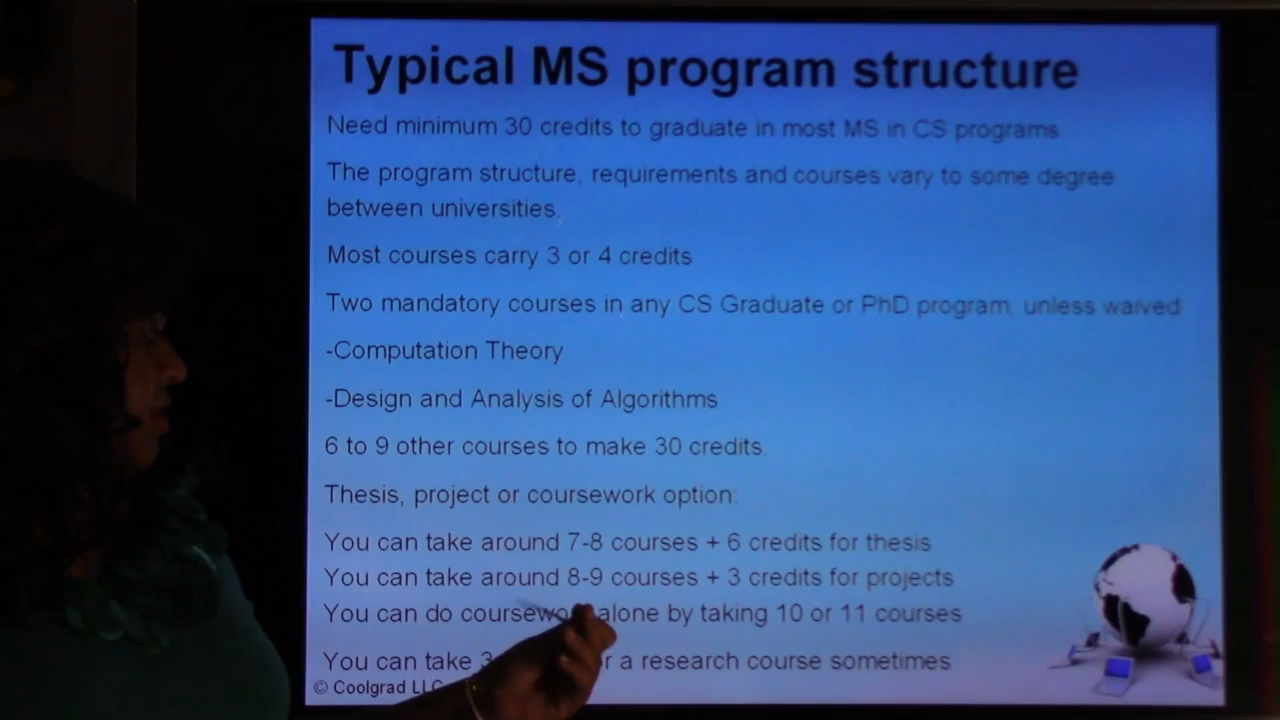 Typical MS program structure
Need minimum 30 credits to graduate in most MS in CS programs
The program structure, requirements and courses vary to some degree
between universities.
Most courses carry 3 or 4 credits
Two mandatory courses in any CS Graduate or PhD program, unless waived
-Computation Theory
-Design and Analysis of Algorithms
6 to 9 other courses to make 30 credits.
Thesis, project or coursework option:
You can take around 7-8 courses + 6 credits for thesis
You can take around 8-9 courses + 3 credits for projects
You can do coursework alone by taking 10 or 11 courses
You can take 3 a research course sometimes
© Coolgrad LLC